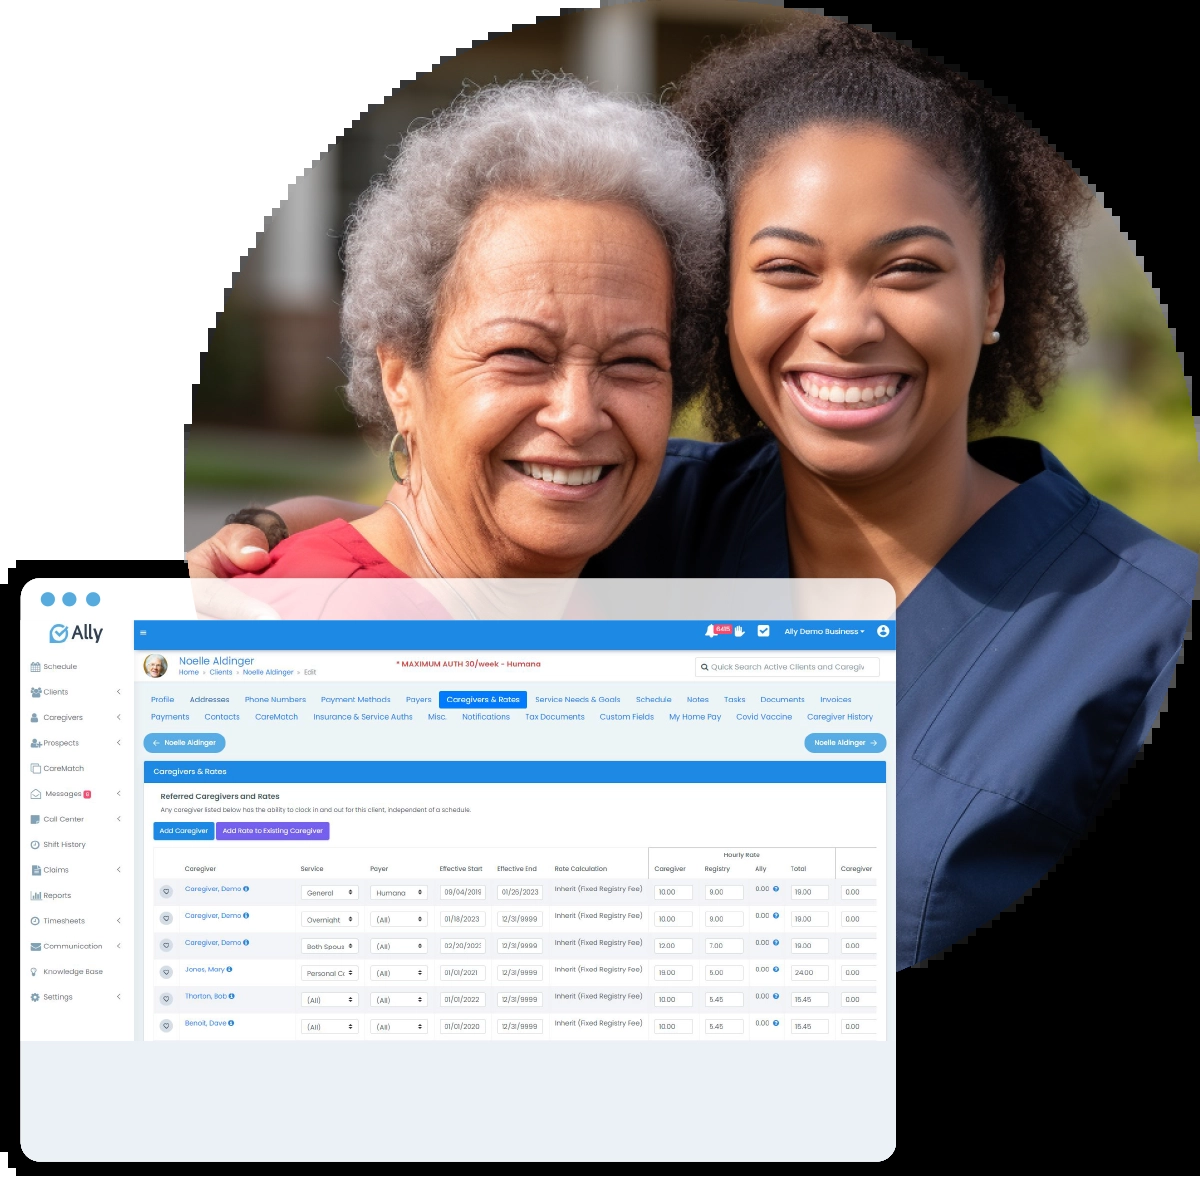 Ally
6485
Ally Demo Business
Schedule
Clients
Caregivers
Prospects
CareMatch
Messages
Call Center
Shift History
Claims
Reports
Timesheets
Communication
Knowledge Base
Settings
Noelle Aldinger
Home > Clients > Noelle Aldinger > Edit
* MAXIMUM AUTH 30/week - Humana
Quick Search Active Clients and Caregiv
Profile Addresses Phone Numbers Payment Methods Payers Caregivers & Rates Service Needs & Goals Schedule Notes Tasks Documents Invoices
Payments Contacts CareMatch Insurance & Service Auths Misc. Notifications Tax Documents Custom Fields My Home Pay Covid Vaccine Caregiver History
← Noelle Aldinger Noelle Aldinger →
Caregivers & Rates
Referred Caregivers and Rates
Any caregiver listed below has the ability to clock in and out for this client, independent of a schedule.
Add Caregiver Add Rate to Existing Caregiver
Hourly Rate
Caregiver Service Payer Effective Start Effective End Rate Calculation Caregiver Registry Ally Total Caregiver
Caregiver, Demo General Humana 09/04/2019 01/26/2023 Inherit (Fixed Registry Fee) 10.00 9.00 0.00 19.00 0.00
Caregiver, Demo Overnight (All) 01/18/2023 12/31/9999 Inherit (Fixed Registry Fee) 10.00 9.00 0.00 19.00 0.00
Caregiver, Demo Both Spous (All) 02/20/202 12/31/9999 Inherit (Fixed Registry Fee) 12.00 7.00 0.00 19.00 0.00
Jones, Mary Personal Ca (All) 01/01/2021 12/31/9999 Inherit (Fixed Registry Fee) 19.00 5.00 0.00 24.00 0.00
Thorton, Bob (All) (All) 01/01/2022 12/31/9999 Inherit (Fixed Registry Fee) 10.00 5.45 0.00 15.45 0.00
Benoit, Dave (All) (All) 01/01/2020 12/31/9999 Inherit (Fixed Registry Fee) 10.00 5.45 0.00 15.45 0.00